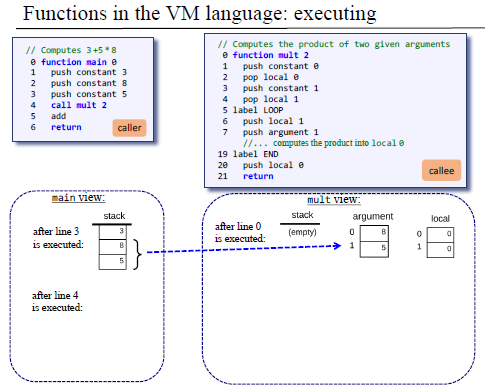 Functions in the VM language: executing
// Computes 3+5*8
0 function main 0
1 push constant 3
2 push constant 8
3 push constant 5
4 call mult 2
5 add
6 return
caller
// Computes the product of two given arguments
0 function mult 2
1 push constant 0
2 pop local 0
3 push constant 1
4 pop local 1
5 label LOOP
6 push local 1
7 push argument 1
//... computes the product into local 0
19 label END
20 push local 0
21 return
callee
main view:
stack
after line 3
is executed:
3
8
5
after line 4
is executed:
mult view:
after line 0
is executed:
stack
(empty)
argument
0 8
1 5
local
0 0
1 0